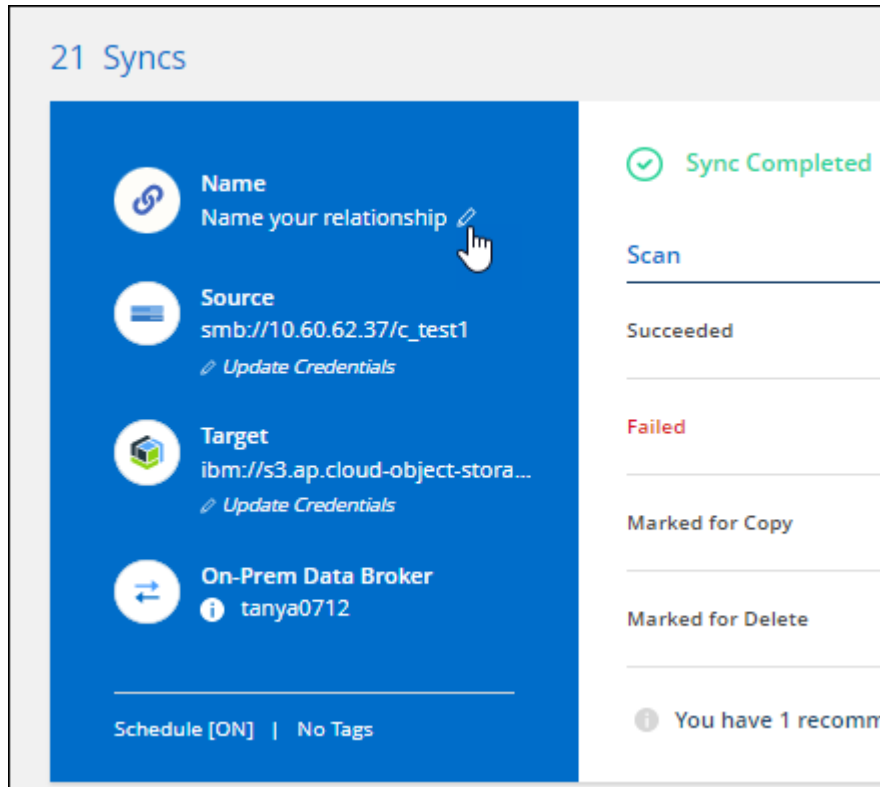 21 Syncs
Name
Name your relationship
Source
smb://10.60.62.37/c_test1
Update Credentials
Target
ibm://s3.ap.cloud-object-stora...
Update Credentials
On-Prem Data Broker
tanya0712
Schedule [ON] | No Tags
Sync Completed
Scan
Succeeded
Failed
Marked for Copy
Marked for Delete
You have 1